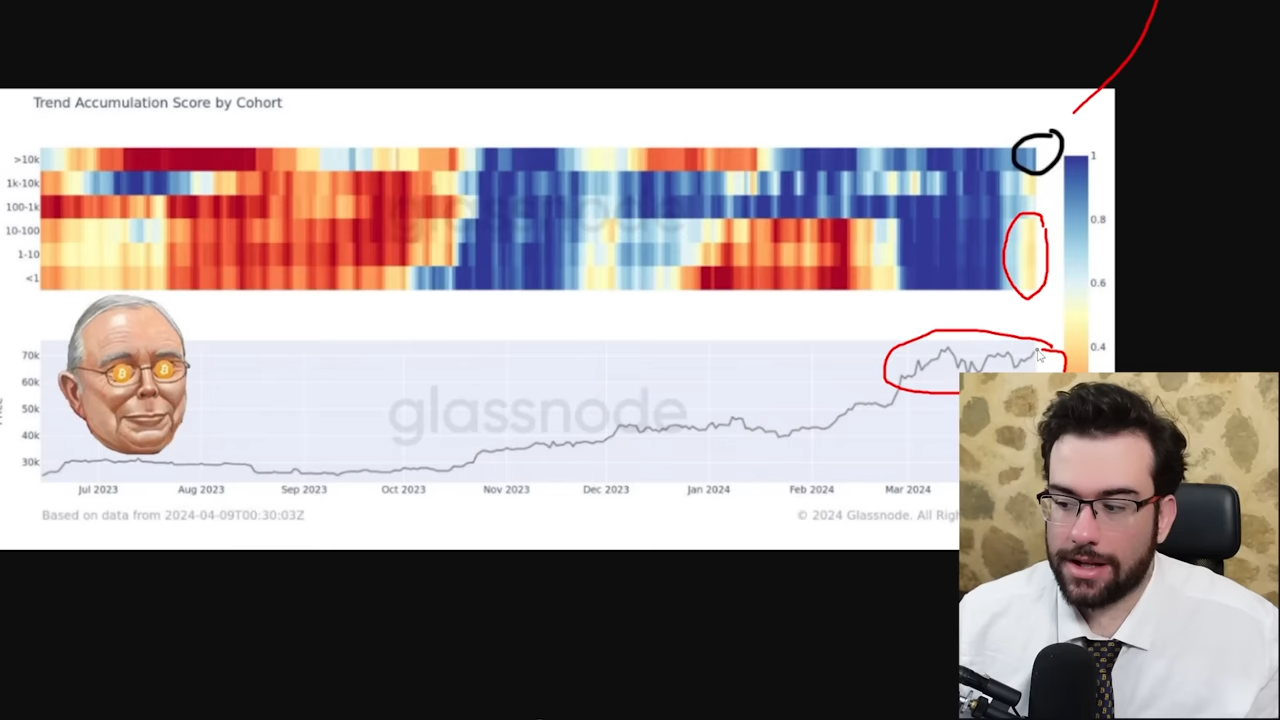 Trend Accumulation Score by Cohort
>10k
1k-10k
100-1k
10-100
1-10
<1
glassnode
1
0.8
0.6
0.4
70k
60k
50k
40k
30k
glassnode
Jul 2023
Aug 2023
Sep 2023
Oct 2023
Nov 2023
Dec 2023
Jan 2024
Feb 2024
Mar 2024
Based on data from 2024-04-09T00:30:03Z
© 2024 Glassnode. All Righ